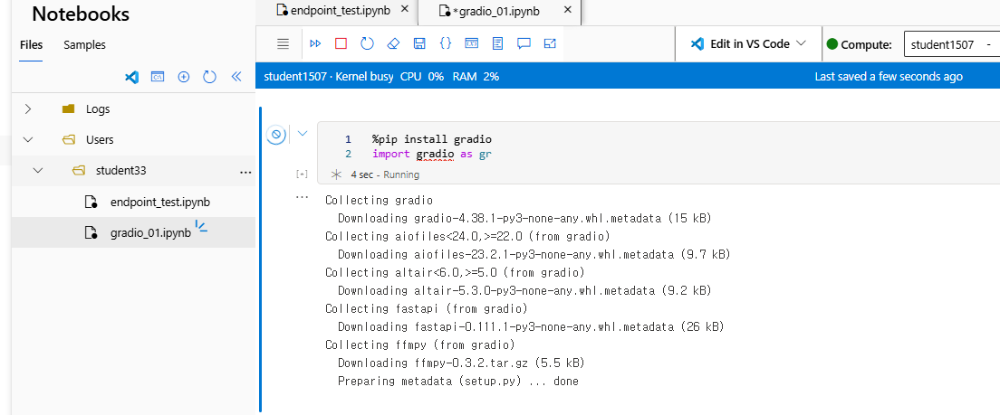 Notebooks
Files Samples
Logs
Users
student33 ...
endpoint_test.ipynb
gradio_01.ipynb
endpoint_test.ipynb × *gradio_01.ipynb ×
Edit in VS Code Compute: student1507 -
student1507 · Kernel busy CPU 0% RAM 2% Last saved a few seconds ago
1 %pip install gradio
2 import gradio as gr
[*] 4 sec - Running
...
Collecting gradio
Downloading gradio-4.38.1-py3-none-any.whl.metadata (15 kB)
Collecting aiofiles<24.0,>=22.0 (from gradio)
Downloading aiofiles-23.2.1-py3-none-any.whl.metadata (9.7 kB)
Collecting altair<6.0,>=5.0 (from gradio)
Downloading altair-5.3.0-py3-none-any.whl.metadata (9.2 kB)
Collecting fastapi (from gradio)
Downloading fastapi-0.111.1-py3-none-any.whl.metadata (26 kB)
Collecting ffmpy (from gradio)
Downloading ffmpy-0.3.2.tar.gz (5.5 kB)
Preparing metadata (setup.py) ... done